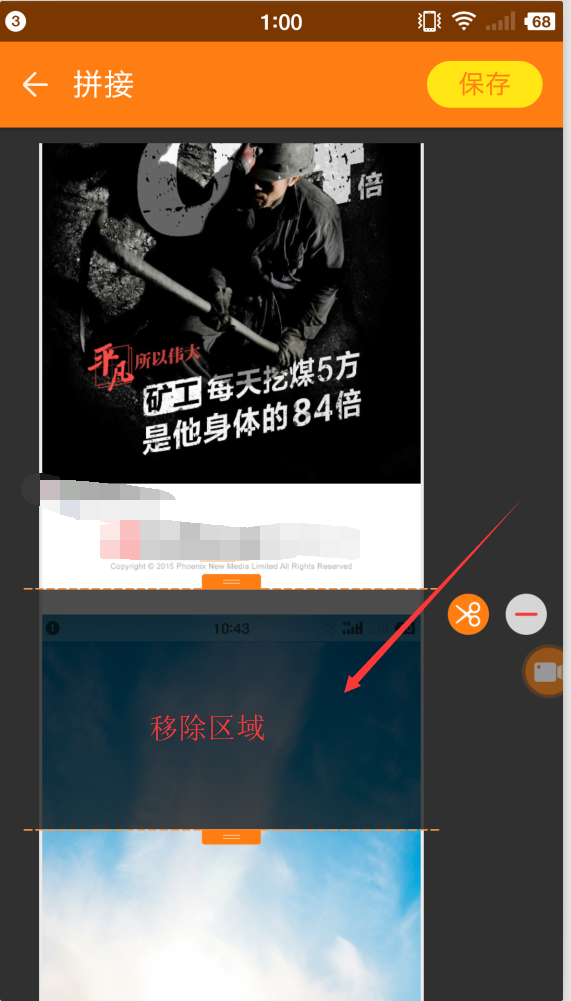 3
1:00
68
拼接
保存
倍
平凡 所以伟大
矿工 每天挖煤5方
是他身体的84倍
Copyright © 2015 Phoenix New Media Limited All Rights Reserved
10:43
移除区域